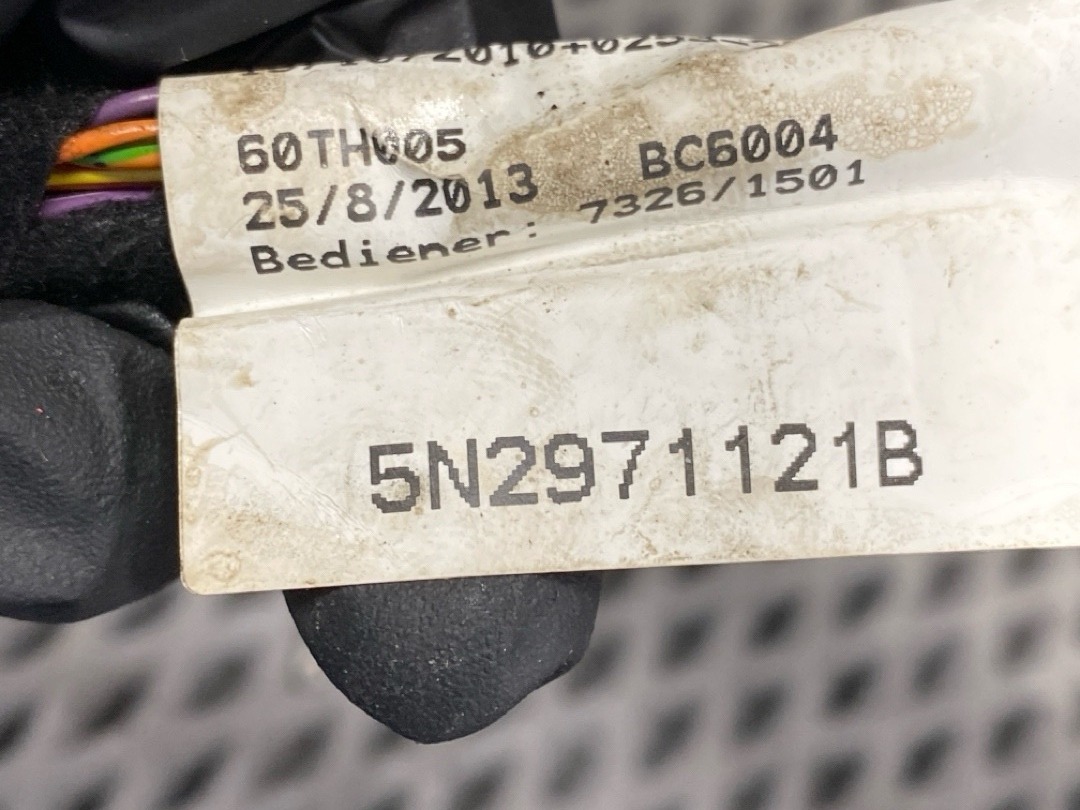 60TH005 BC6004
25/8/2013 7326/1501
Bediener:
5N2971121B